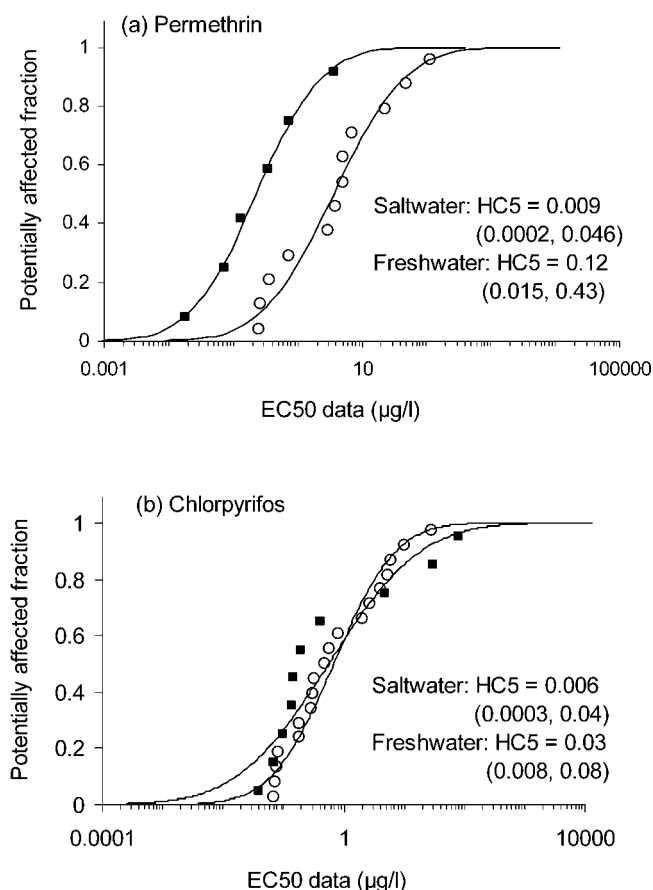 (a) Permethrin
Potentially affected fraction
1
0.8
0.6
0.4
0.2
0
Saltwater: HC5 = 0.009
(0.0002, 0.046)
Freshwater: HC5 = 0.12
(0.015, 0.43)
0.001
10
100000
EC50 data (µg/l)
(b) Chlorpyrifos
Potentially affected fraction
1
0.8
0.6
0.4
0.2
0
Saltwater: HC5 = 0.006
(0.0003, 0.04)
Freshwater: HC5 = 0.03
(0.008, 0.08)
0.0001
1
10000
EC50 data (µg/l)